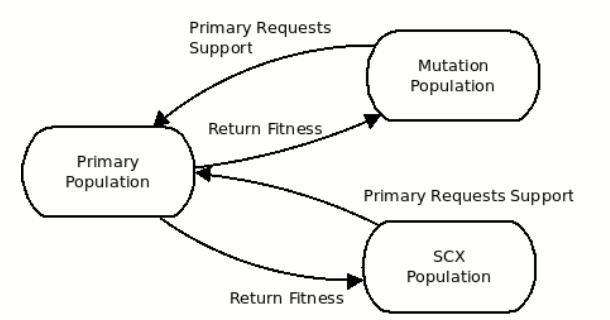 Primary Requests
Support
Mutation
Population
Return Fitness
Primary
Population
Primary Requests Support
SCX
Population
Return Fitness